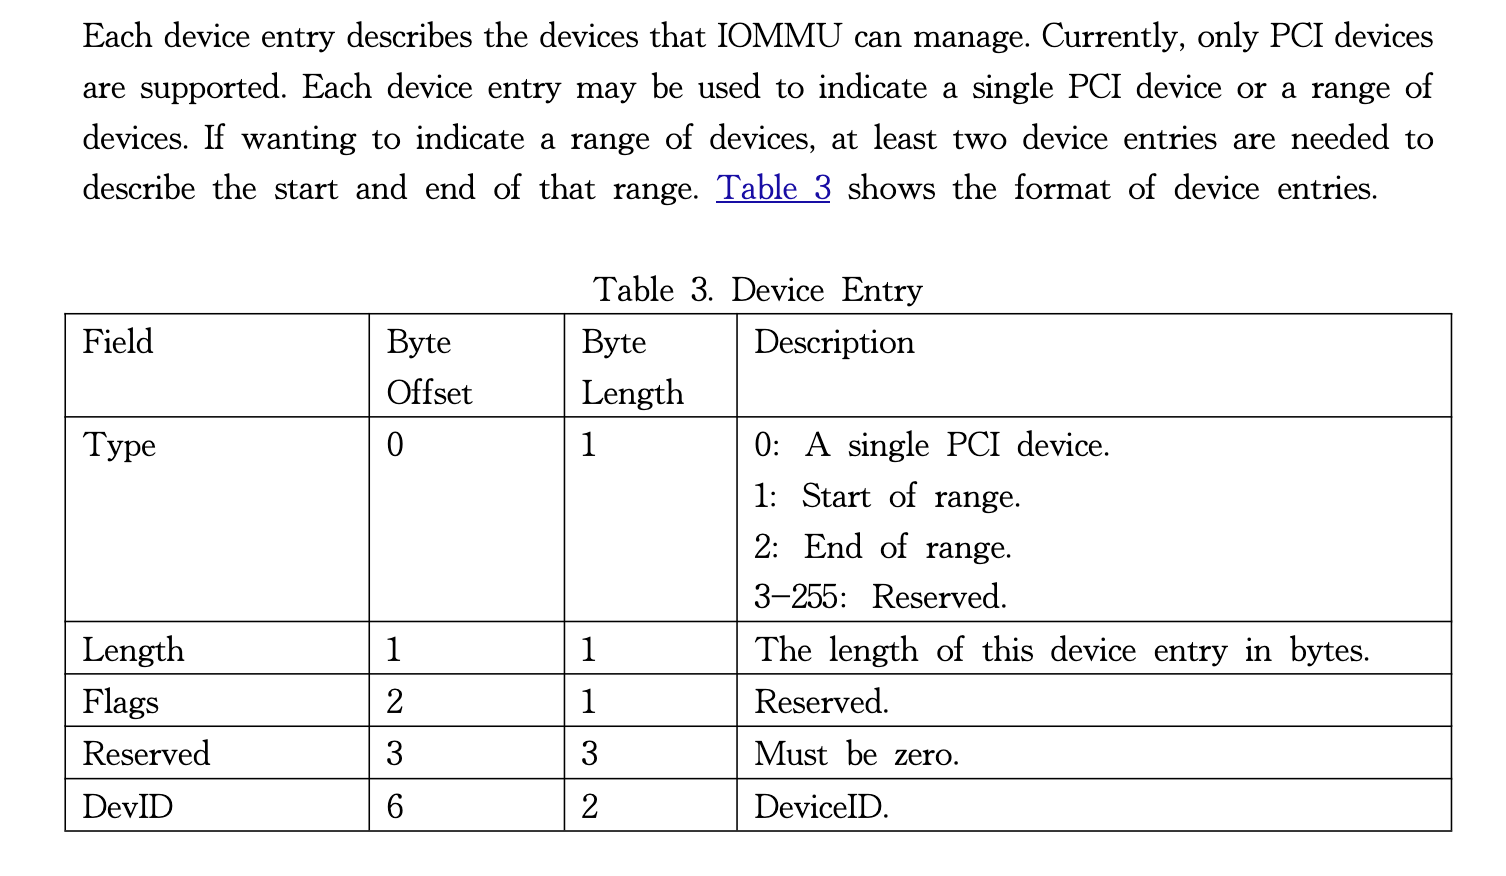 Each device entry describes the devices that IOMMU can manage. Currently, only PCI devices
are supported. Each device entry may be used to indicate a single PCI device or a range of
devices. If wanting to indicate a range of devices, at least two device entries are needed to
describe the start and end of that range. Table 3 shows the format of device entries.
Table 3. Device Entry
Field Byte Offset Byte Length Description
Type 0 1 0: A single PCI device.
1: Start of range.
2: End of range.
3-255: Reserved.
Length 1 1 The length of this device entry in bytes.
Flags 2 1 Reserved.
Reserved 3 3 Must be zero.
DevID 6 2 DeviceID.